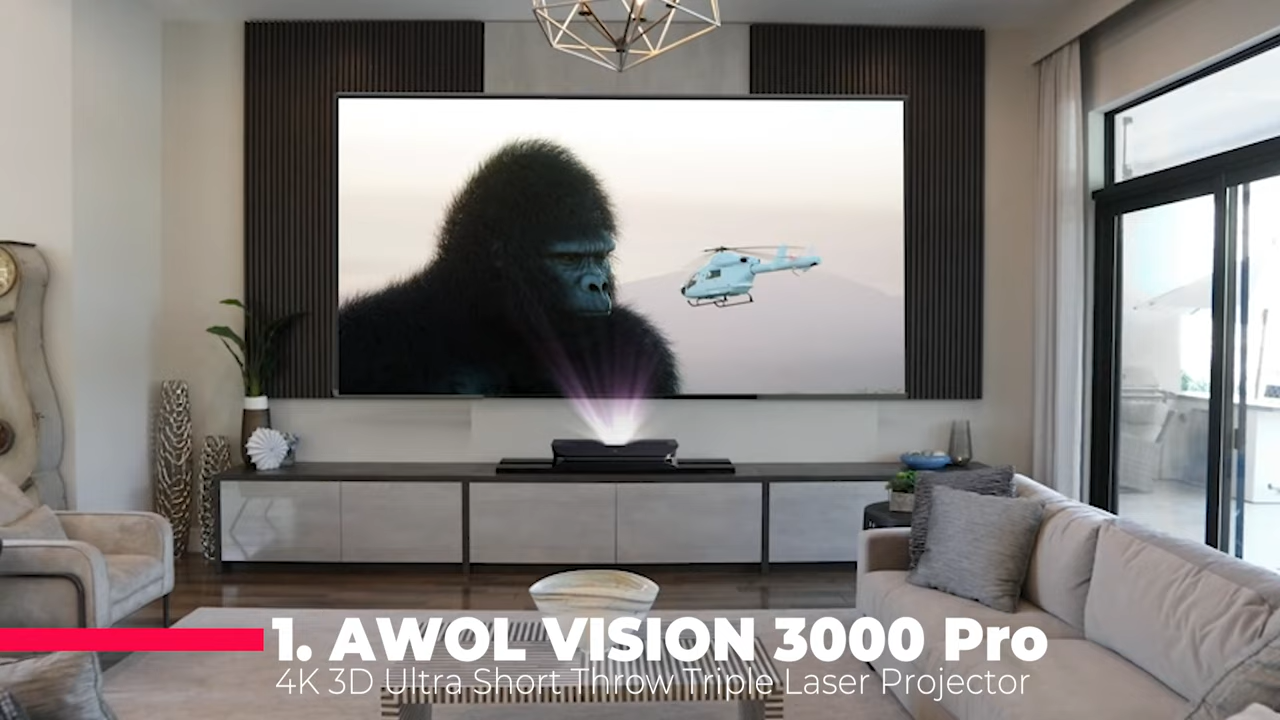 1. AWOL VISION 3000 Pro
4K 3D Ultra Short Throw Triple Laser Projector